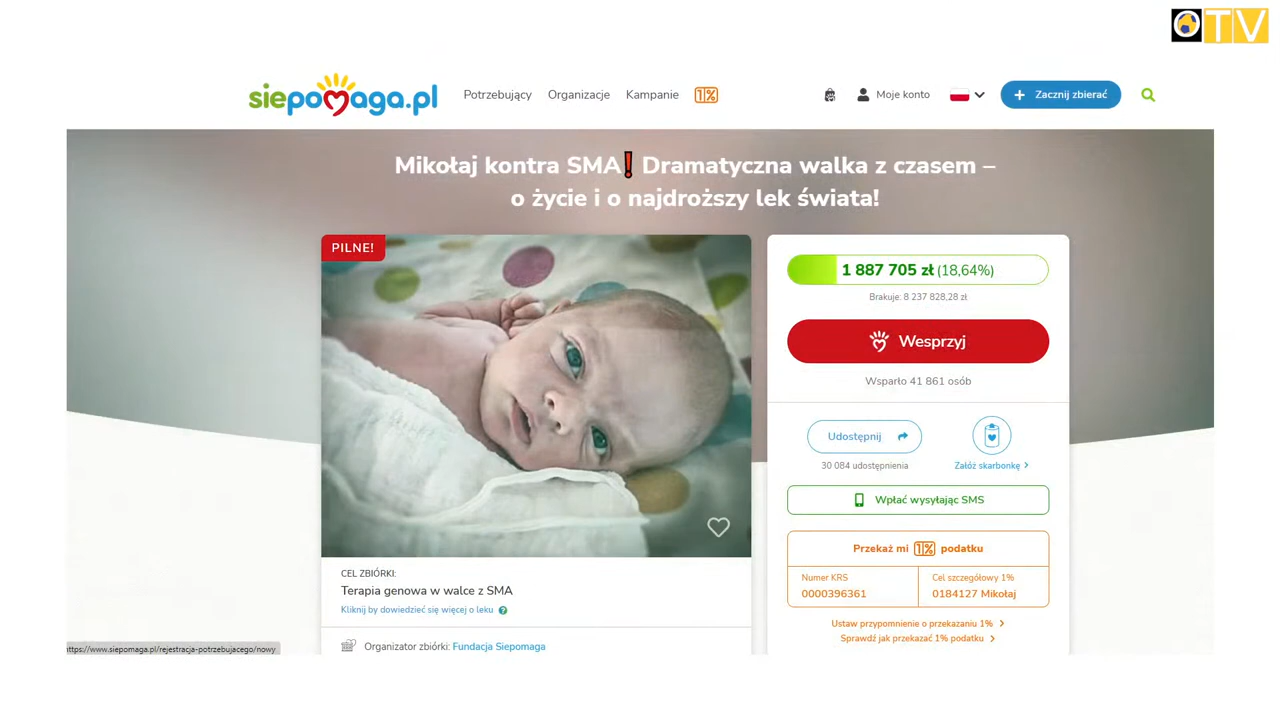 OTV
siepomaga.pl
Potrzebujący Organizacje Kampanie 1% Moje konto Zacznij zbierać
Mikołaj kontra SMA❗ Dramatyczna walka z czasem –
o życie i o najdroższy lek świata!
PILNE!
1 887 705 zł (18,64%)
Brakuje: 8 237 828,28 zł
Wesprzyj
Wsparło 41 861 osób
Udostępnij
30 084 udostępnienia
Załóż skarbonkę
Wpłać wysyłając SMS
Przekaż mi 1% podatku
Numer KRS
0000396361
Cel szczegółowy 1%
0184127 Mikołaj
Ustaw przypomnienie o przekazaniu 1%
Sprawdź jak przekazać 1% podatku
CEL ZBIÓRKI:
Terapia genowa w walce z SMA
Kliknij by dowiedzieć się więcej o leku ?
Organizator zbiórki: Fundacja Siepomaga
https://www.siepomaga.pl/rejestracja-potrzebujacego/nowy